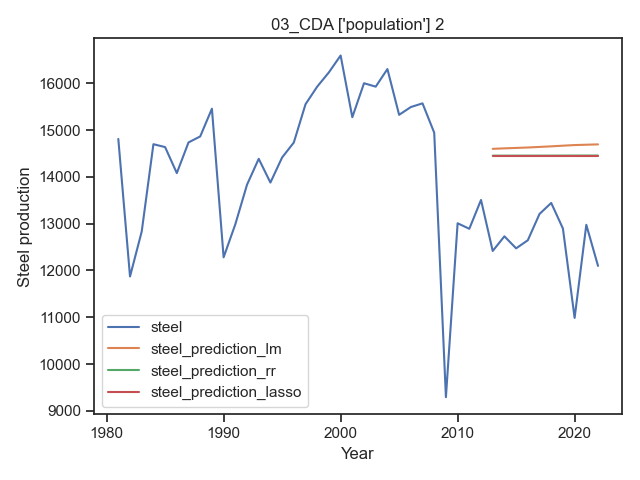 03_CDA ['population'] 2
Steel production
16000
15000
14000
13000
12000
11000
10000
9000
steel
steel_prediction_lm
steel_prediction_rr
steel_prediction_lasso
1980 1990 2000 2010 2020
Year